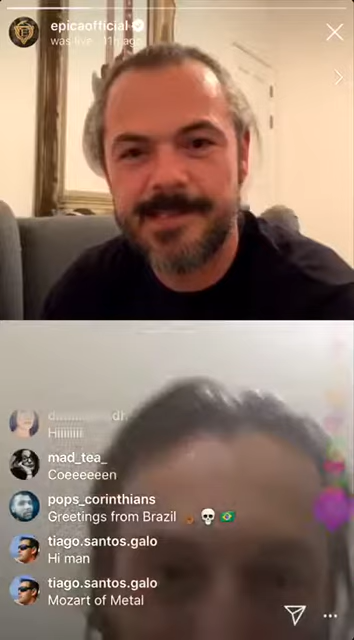 epicaofficial
was live · 11h ago
Hiiiiiiii
mad_tea_
Coeeeeeen
pops_corinthians
Greetings from Brazil 🤘🏾💀🇧🇷
tiago.santos.galo
Hi man
tiago.santos.galo
Mozart of Metal